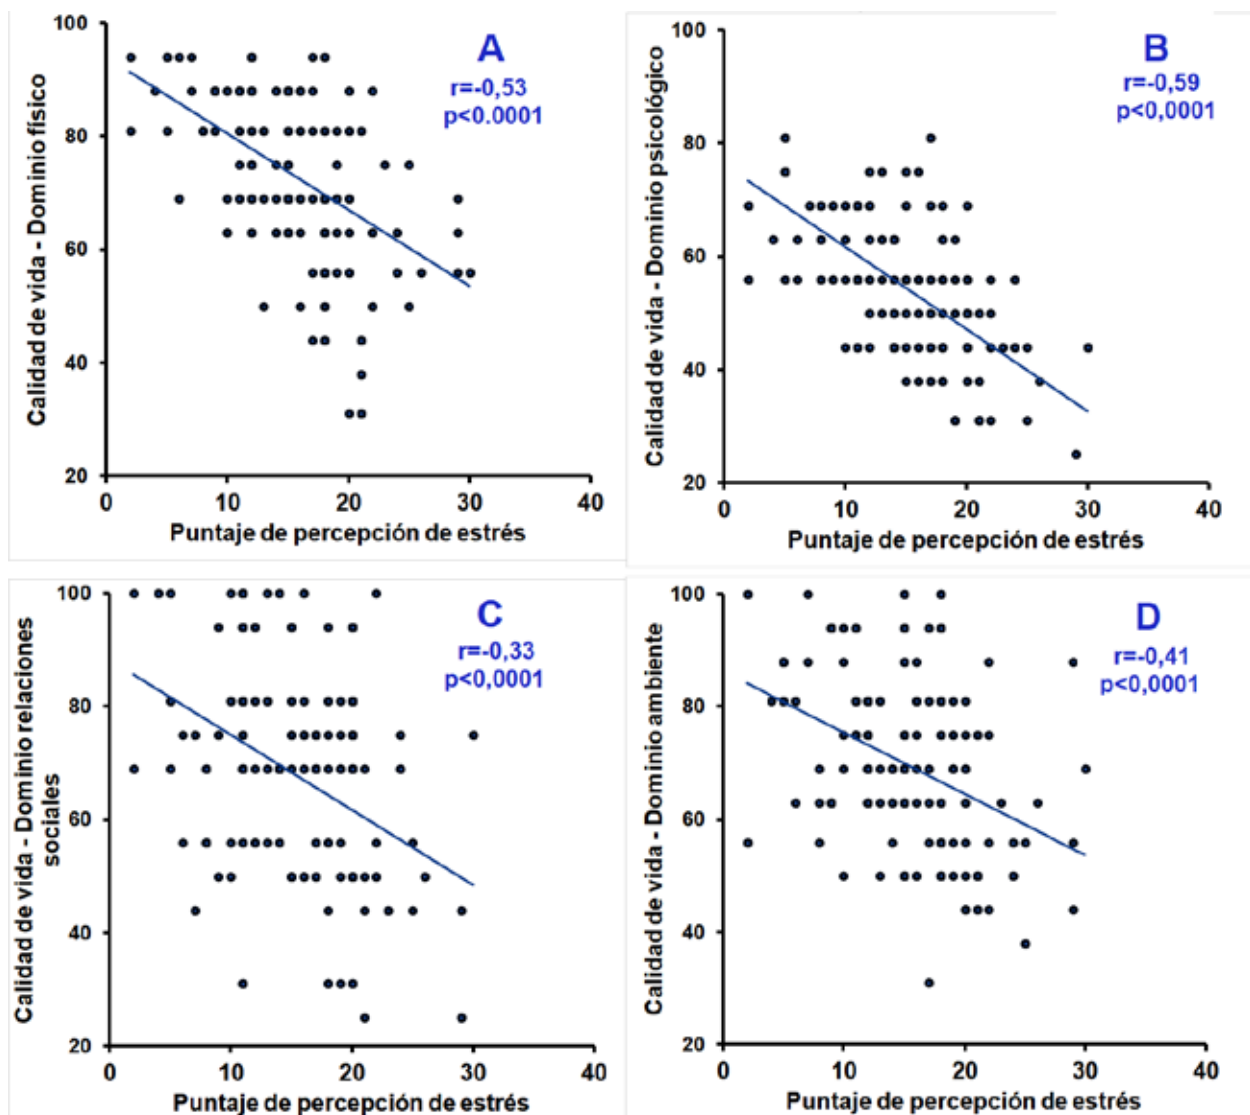 A
r=-0,53
p<0.0001
Calidad de vida - Dominio físico
100
80
60
40
20
0
10
20
30
40
Puntaje de percepción de estrés
B
r=-0,59
p<0,0001
Calidad de vida - Dominio psicológico
100
80
60
40
20
0
10
20
30
40
Puntaje de percepción de estrés
C
r=-0,33
p<0,0001
Calidad de vida - Dominio relaciones
sociales
100
80
60
40
20
0
10
20
30
40
Puntaje de percepción de estrés
D
r=-0,41
p<0,0001
Calidad de vida - Dominio ambiente
100
80
60
40
20
0
10
20
30
40
Puntaje de percepción de estrés